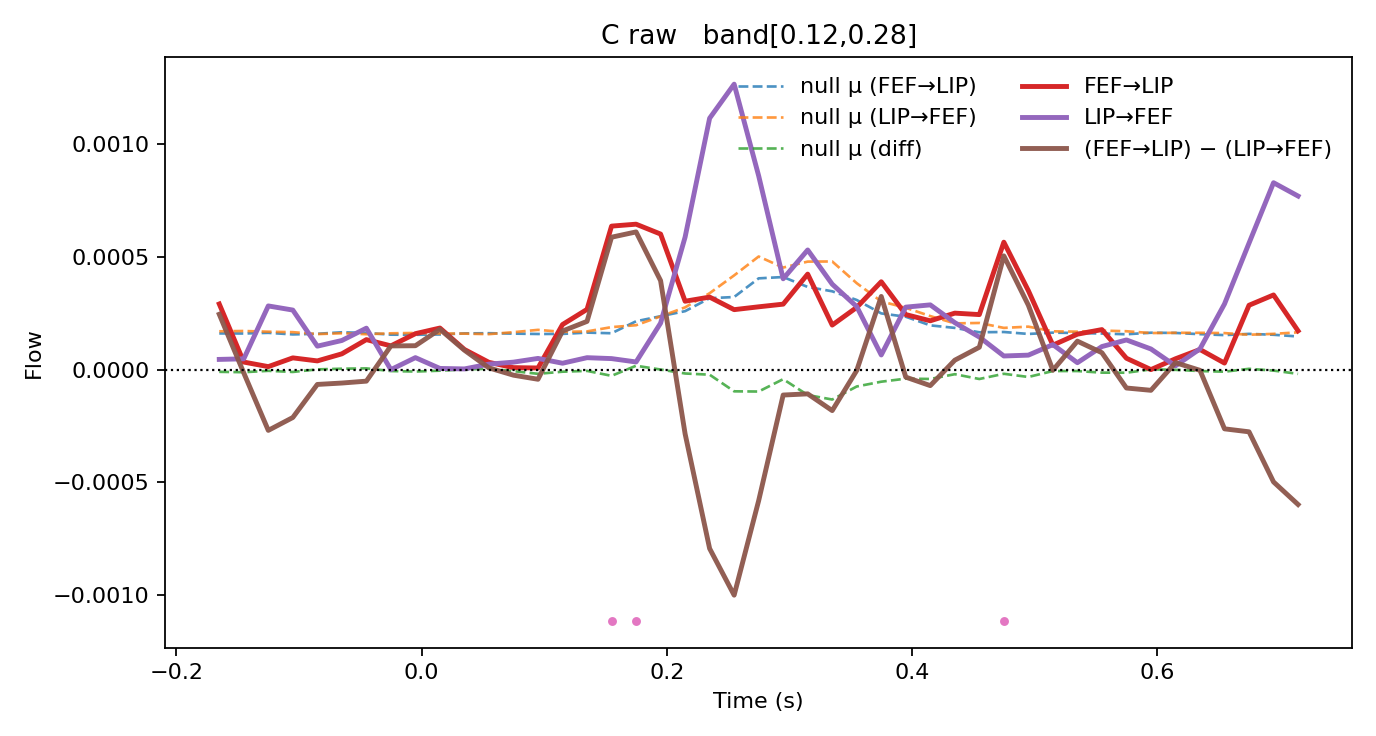 C raw   band[0.12,0.28]
null μ (FEF→LIP)
null μ (LIP→FEF)
null μ (diff)
FEF→LIP
LIP→FEF
(FEF→LIP) − (LIP→FEF)
Flow
0.0010
0.0005
0.0000
−0.0005
−0.0010
−0.2
0.0
0.2
0.4
0.6
Time (s)